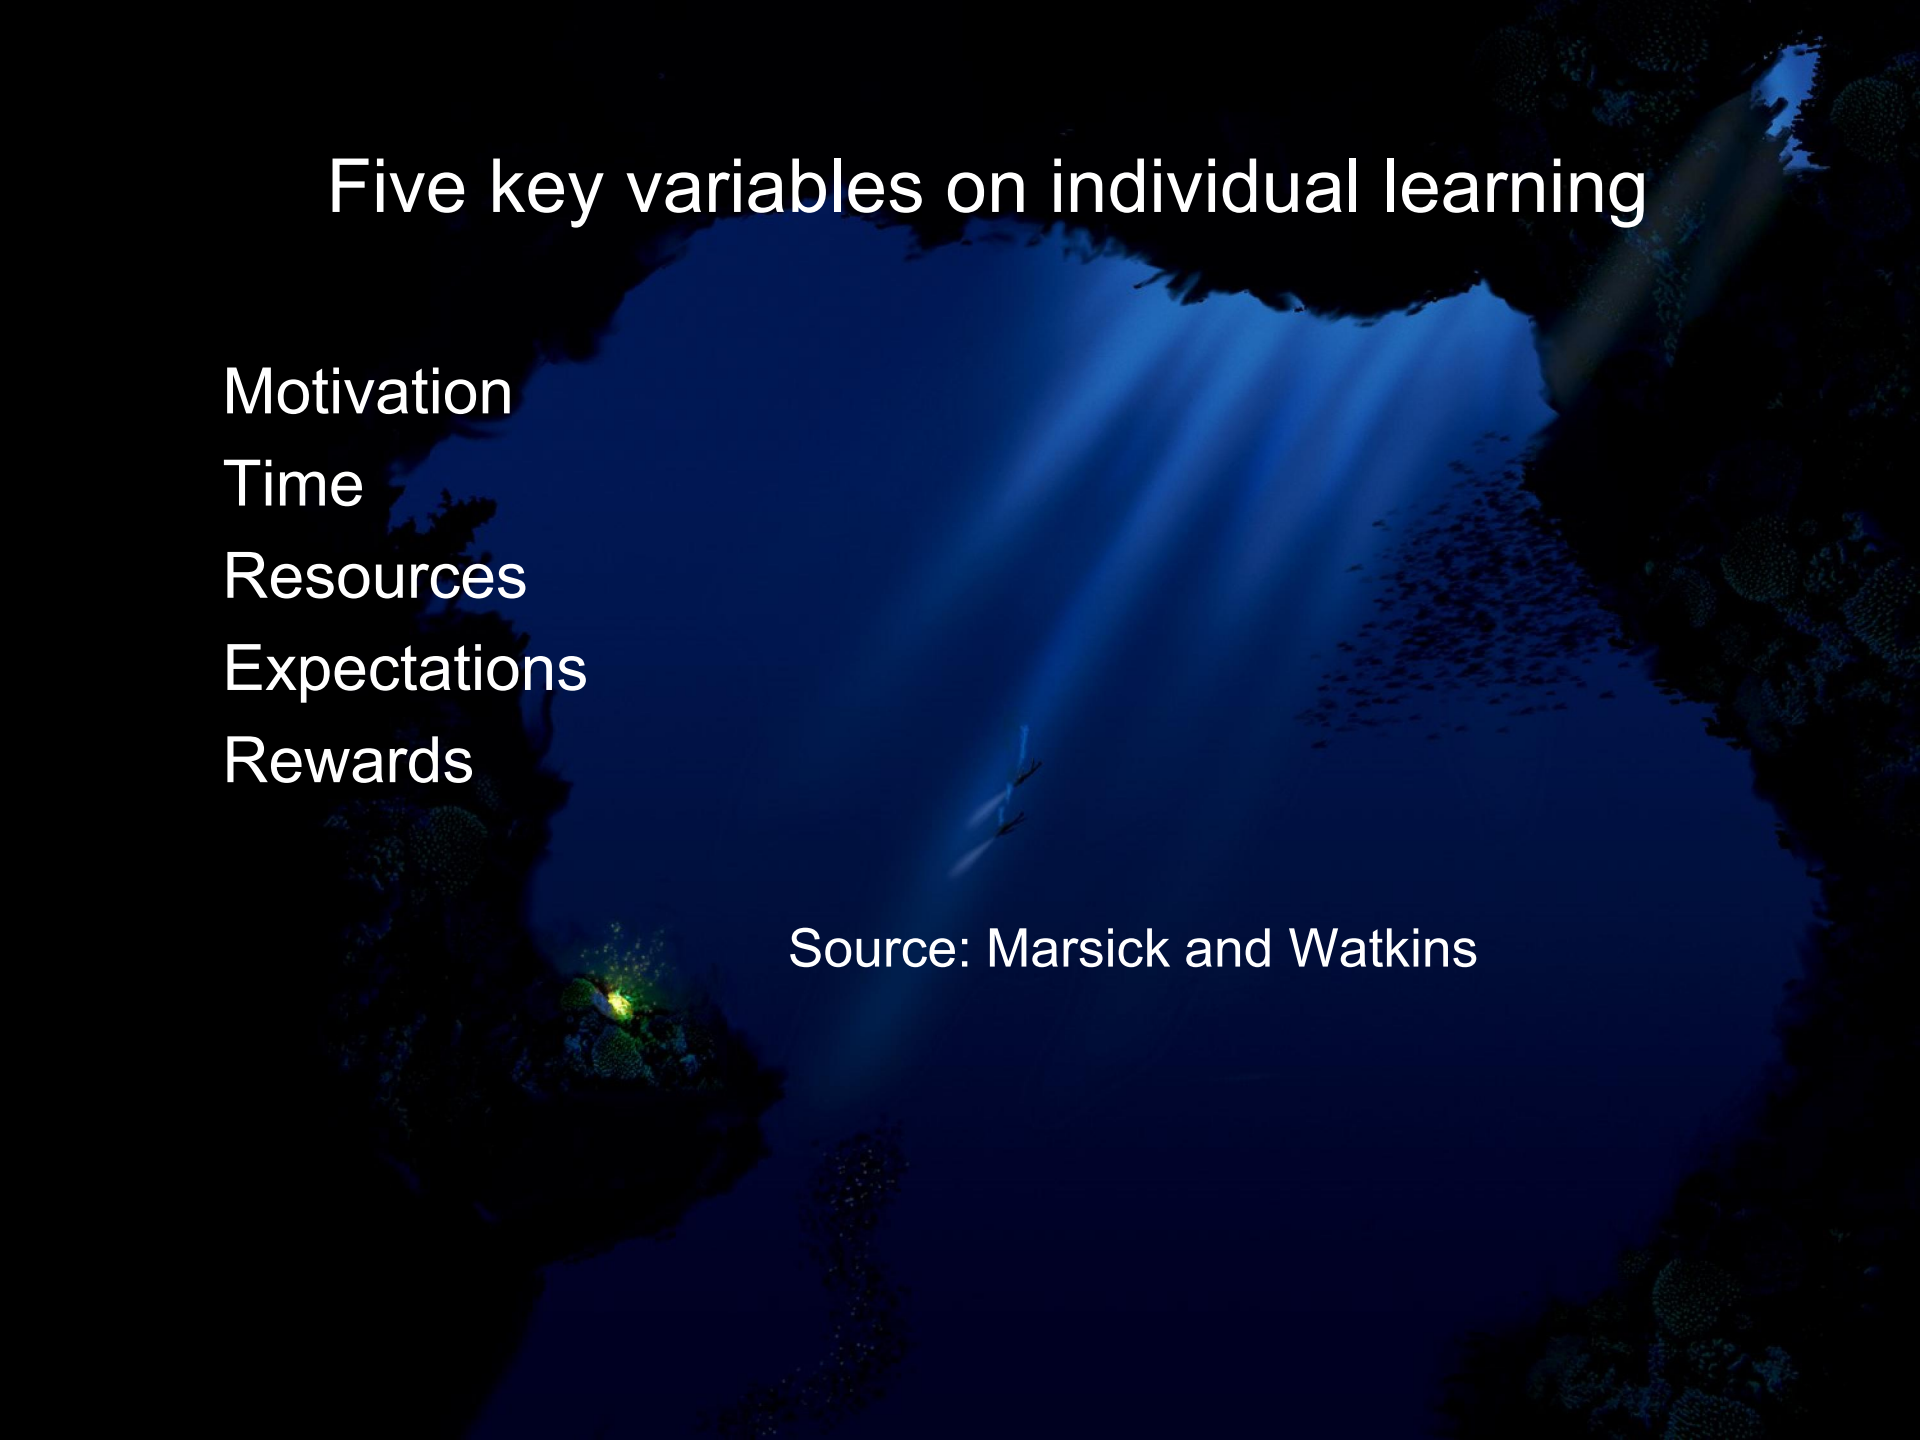 Five key variables on individual learning
Motivation
Time
Resources
Expectations
Rewards
Source: Marsick and Watkins